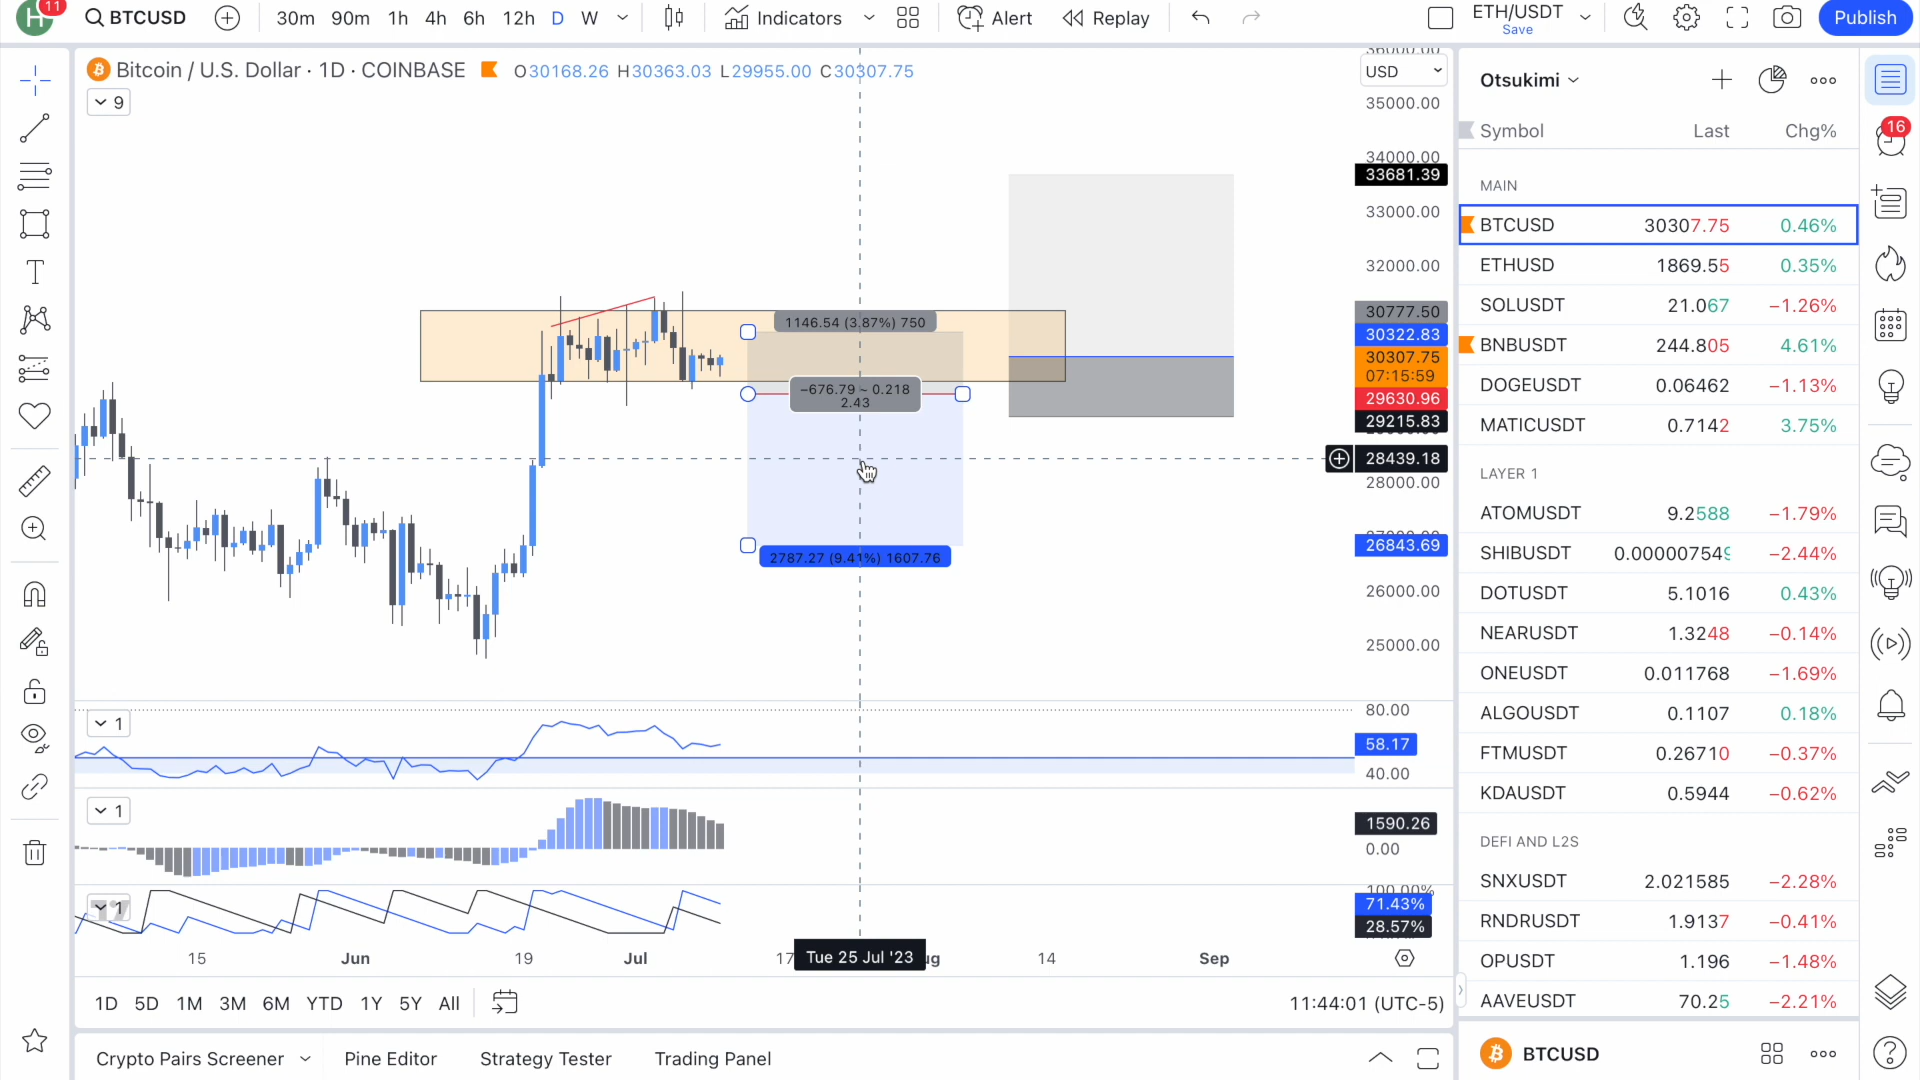 H 11 BTCUSD 30m 90m 1h 4h 6h 12h D W Indicators Alert Replay ETH/USDT Save Publish
Bitcoin / U.S. Dollar · 1D · COINBASE O30168.26 H30363.03 L29955.00 C30307.75
9
USD
36000.00
35000.00
34000.00
33681.39
33000.00
32000.00
30777.50
30322.83
30307.75
07:15:59
29630.96
29215.83
28439.18
28000.00
26843.69
26000.00
25000.00
1146.54 (3.87%) 750
−676.79 ~ 0.218
2.43
2787.27 (9.41%) 1607.76
1
80.00
58.17
40.00
1
1590.26
0.00
1
100.00%
71.43%
28.57%
15 Jun 19 Jul 17 Tue 25 Jul '23 14 Sep
1D 5D 1M 3M 6M YTD 1Y 5Y All 11:44:01 (UTC-5)
Crypto Pairs Screener Pine Editor Strategy Tester Trading Panel
Otsukimi
Symbol Last Chg%
MAIN
BTCUSD 30307.75 0.46%
ETHUSD 1869.55 0.35%
SOLUSDT 21.067 −1.26%
BNBUSDT 244.805 4.61%
DOGEUSDT 0.06462 −1.13%
MATICUSDT 0.7142 3.75%
LAYER 1
ATOMUSDT 9.2588 −1.79%
SHIBUSDT 0.000007549 −2.44%
DOTUSDT 5.1016 0.43%
NEARUSDT 1.3248 −0.14%
ONEUSDT 0.011768 −1.69%
ALGOUSDT 0.1107 0.18%
FTMUSDT 0.26710 −0.37%
KDAUSDT 0.5944 −0.62%
DEFI AND L2S
SNXUSDT 2.021585 −2.28%
RNDRUSDT 1.9137 −0.41%
OPUSDT 1.196 −1.48%
AAVEUSDT 70.25 −2.21%
BTCUSD
16